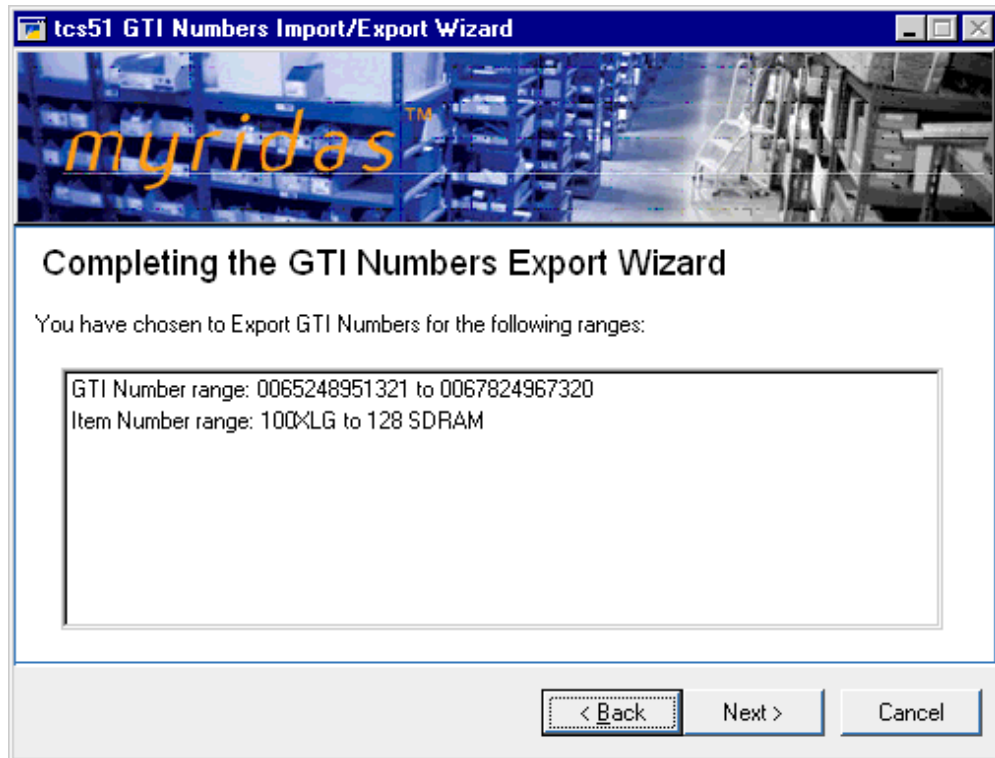 tcs51 GTI Numbers Import/Export Wizard
myridas™
Completing the GTI Numbers Export Wizard
You have chosen to Export GTI Numbers for the following ranges:
GTI Number range: 0065248951321 to 0067824967320
Item Number range: 100XLG to 128 SDRAM
< Back Next > Cancel